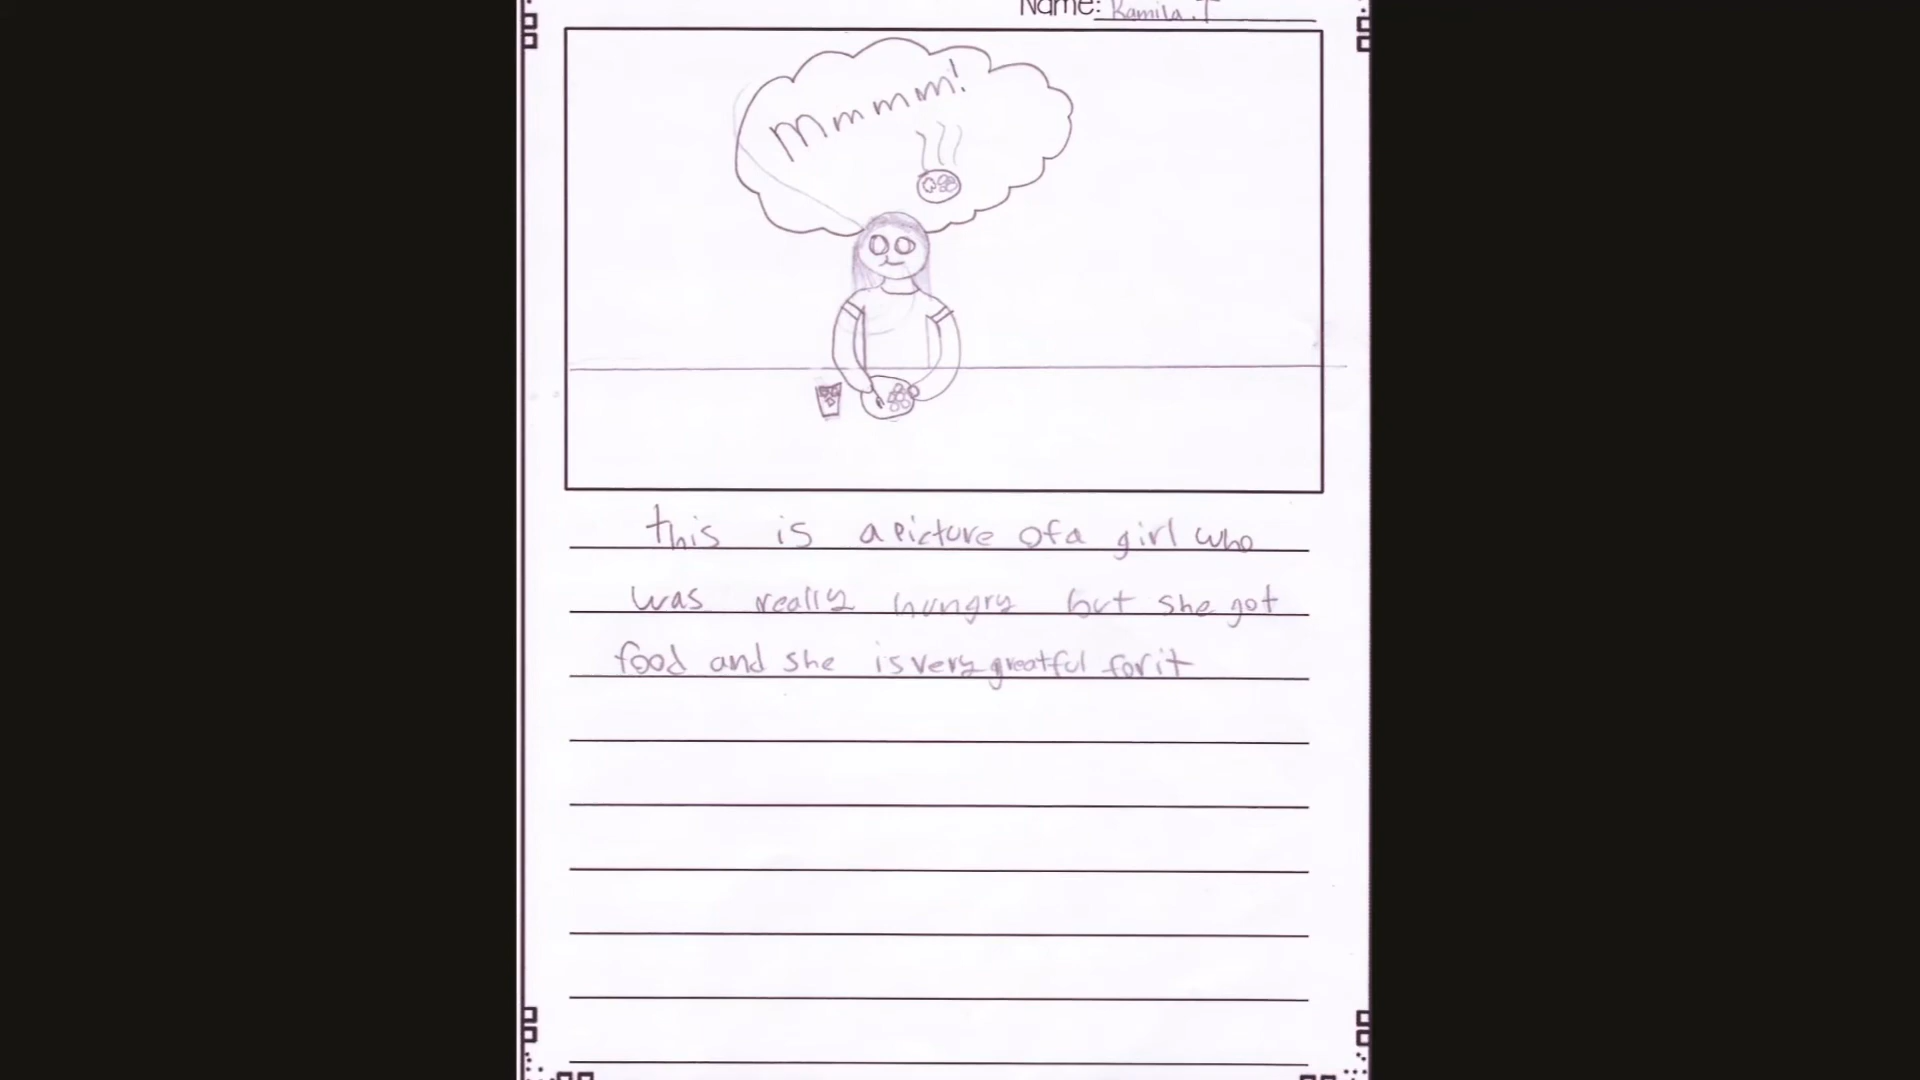 Name: Kamila.T
Mmmmm!
this is a picture of a girl who
was really hungry but she got
food and she is very greatful for it